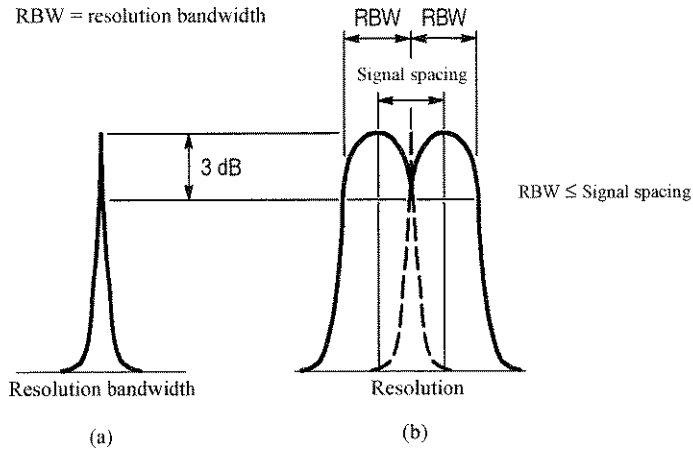 RBW = resolution bandwidth
RBW RBW
Signal spacing
3 dB
RBW ≦ Signal spacing
Resolution bandwidth
Resolution
(a)
(b)